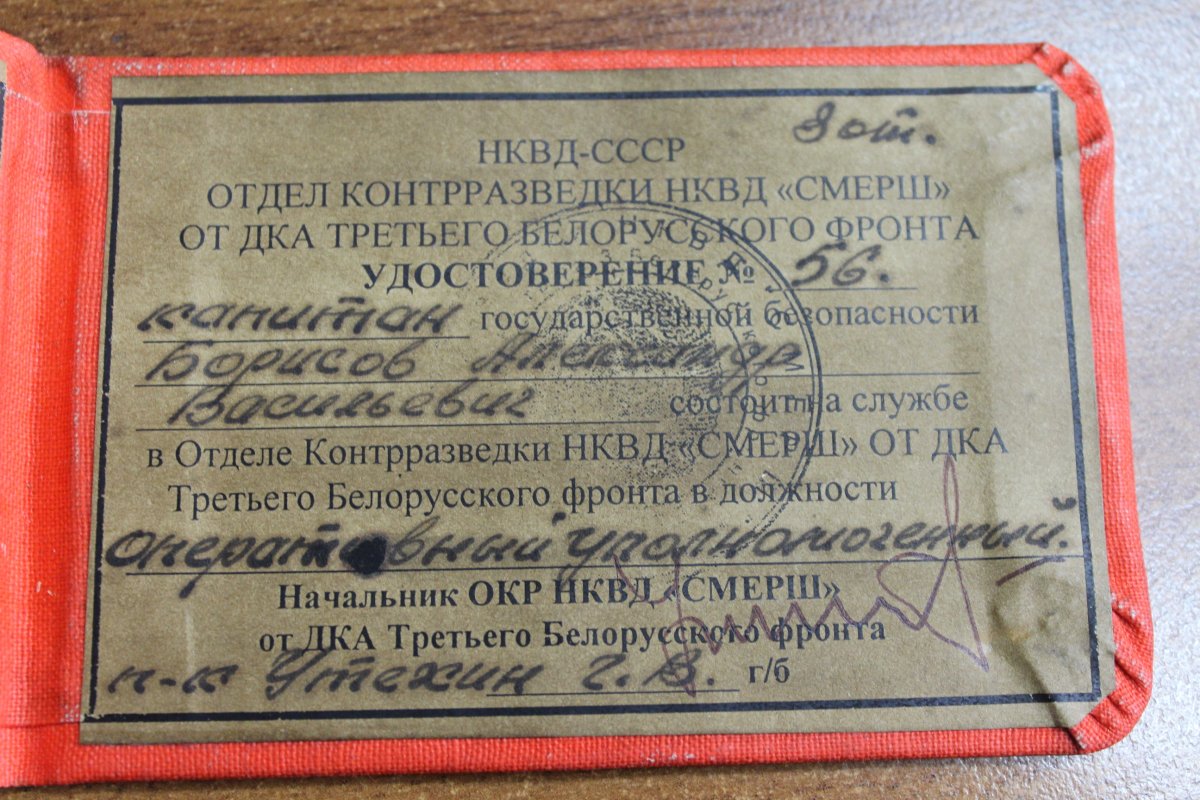 3 от.
НКВД-СССР
ОТДЕЛ КОНТРРАЗВЕДКИ НКВД «СМЕРШ»
ОТ ДКА ТРЕТЬЕГО БЕЛОРУССКОГО ФРОНТА
УДОСТОВЕРЕНИЕ № 56.
капитан государственной безопасности
Борисов Александр
Васильевич состоит на службе
в Отделе Контрразведки НКВД «СМЕРШ» ОТ ДКА
Третьего Белорусского фронта в должности
оперативный уполномоченный.
Начальник ОКР НКВД «СМЕРШ»
от ДКА Третьего Белорусского фронта
п-к Утехин Г.В. г/б